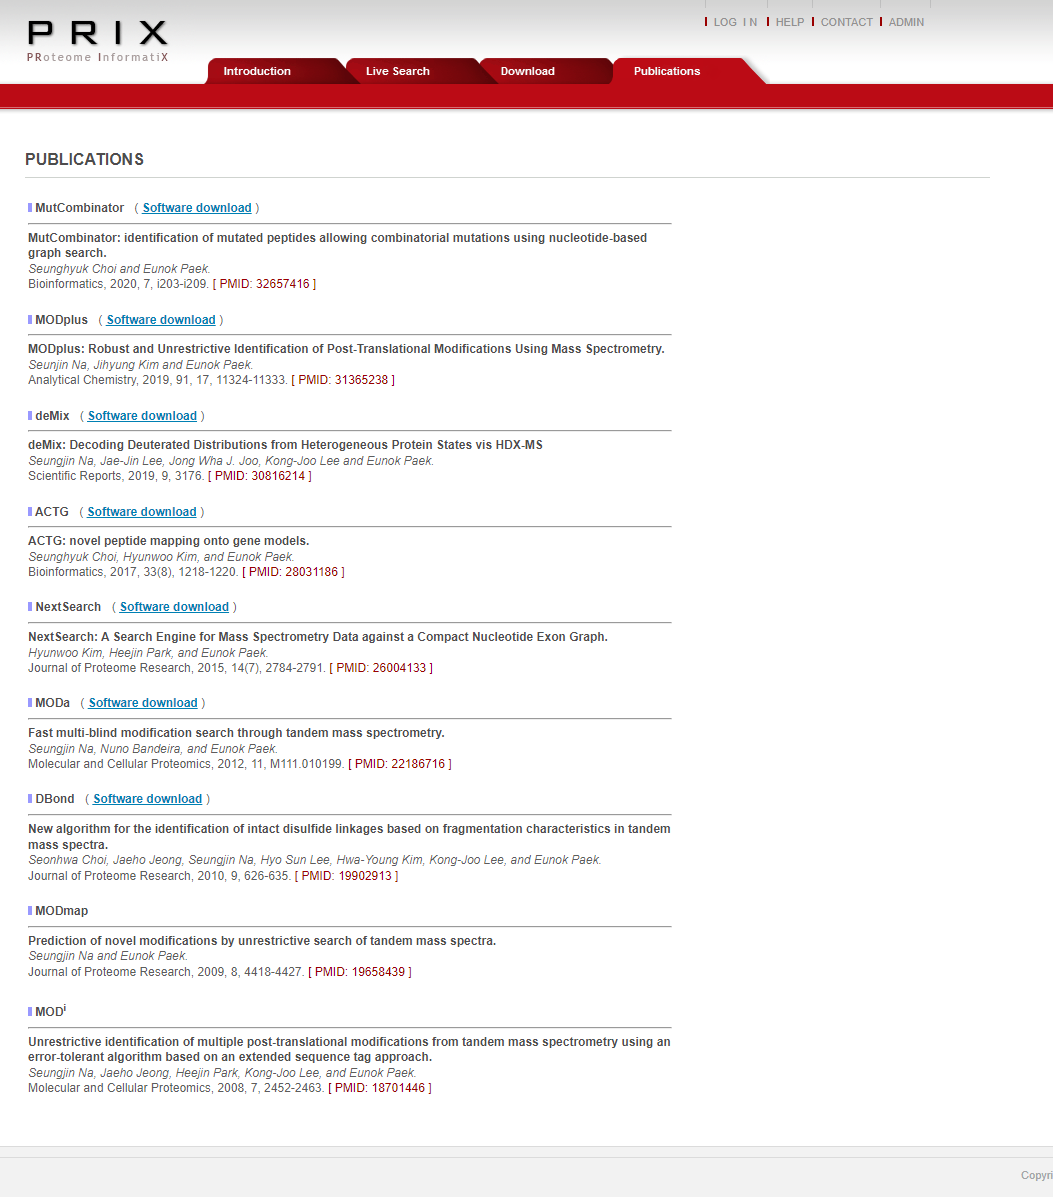 PRIX
PRoteome InformatiX
LOG IN HELP CONTACT ADMIN
Introduction Live Search Download Publications
PUBLICATIONS
MutCombinator ( Software download )
MutCombinator: identification of mutated peptides allowing combinatorial mutations using nucleotide-based
graph search.
Seunghyuk Choi and Eunok Paek.
Bioinformatics, 2020, 7, i203-i209. [ PMID: 32657416 ]
MODplus ( Software download )
MODplus: Robust and Unrestrictive Identification of Post-Translational Modifications Using Mass Spectrometry.
Seunjin Na, Jihyung Kim and Eunok Paek.
Analytical Chemistry, 2019, 91, 17, 11324-11333. [ PMID: 31365238 ]
deMix ( Software download )
deMix: Decoding Deuterated Distributions from Heterogeneous Protein States vis HDX-MS
Seungjin Na, Jae-Jin Lee, Jong Wha J. Joo, Kong-Joo Lee and Eunok Paek.
Scientific Reports, 2019, 9, 3176. [ PMID: 30816214 ]
ACTG ( Software download )
ACTG: novel peptide mapping onto gene models.
Seunghyuk Choi, Hyunwoo Kim, and Eunok Paek.
Bioinformatics, 2017, 33(8), 1218-1220. [ PMID: 28031186 ]
NextSearch ( Software download )
NextSearch: A Search Engine for Mass Spectrometry Data against a Compact Nucleotide Exon Graph.
Hyunwoo Kim, Heejin Park, and Eunok Paek.
Journal of Proteome Research, 2015, 14(7), 2784-2791. [ PMID: 26004133 ]
MODa ( Software download )
Fast multi-blind modification search through tandem mass spectrometry.
Seungjin Na, Nuno Bandeira, and Eunok Paek.
Molecular and Cellular Proteomics, 2012, 11, M111.010199. [ PMID: 22186716 ]
DBond ( Software download )
New algorithm for the identification of intact disulfide linkages based on fragmentation characteristics in tandem
mass spectra.
Seonhwa Choi, Jaeho Jeong, Seungjin Na, Hyo Sun Lee, Hwa-Young Kim, Kong-Joo Lee, and Eunok Paek.
Journal of Proteome Research, 2010, 9, 626-635. [ PMID: 19902913 ]
MODmap
Prediction of novel modifications by unrestrictive search of tandem mass spectra.
Seungjin Na and Eunok Paek.
Journal of Proteome Research, 2009, 8, 4418-4427. [ PMID: 19658439 ]
MODi
Unrestrictive identification of multiple post-translational modifications from tandem mass spectrometry using an
error-tolerant algorithm based on an extended sequence tag approach.
Seungjin Na, Jaeho Jeong, Heejin Park, Kong-Joo Lee, and Eunok Paek.
Molecular and Cellular Proteomics, 2008, 7, 2452-2463. [ PMID: 18701446 ]
Copyri